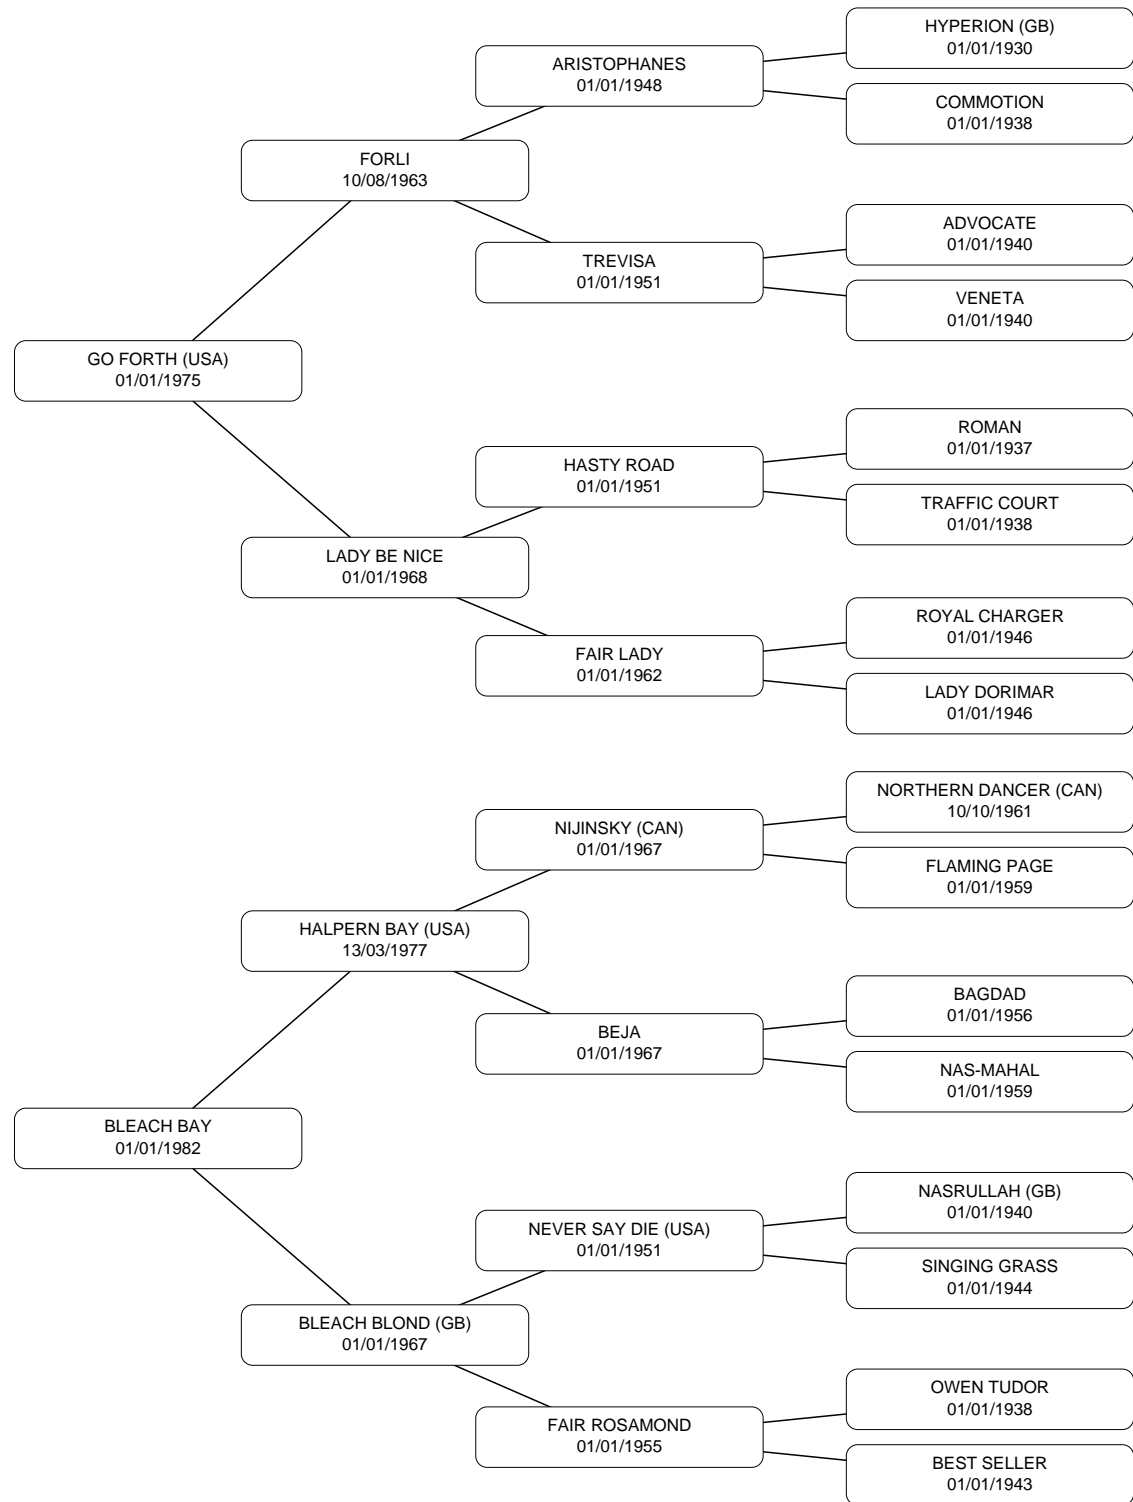 HYPERION (GB)
01/01/1930
ARISTOPHANES
01/01/1948
COMMOTION
01/01/1938
FORLI
10/08/1963
ADVOCATE
01/01/1940
TREVISA
01/01/1951
VENETA
01/01/1940
GO FORTH (USA)
01/01/1975
ROMAN
01/01/1937
HASTY ROAD
01/01/1951
TRAFFIC COURT
01/01/1938
LADY BE NICE
01/01/1968
ROYAL CHARGER
01/01/1946
FAIR LADY
01/01/1962
LADY DORIMAR
01/01/1946
NORTHERN DANCER (CAN)
10/10/1961
NIJINSKY (CAN)
01/01/1967
FLAMING PAGE
01/01/1959
HALPERN BAY (USA)
13/03/1977
BAGDAD
01/01/1956
BEJA
01/01/1967
NAS-MAHAL
01/01/1959
BLEACH BAY
01/01/1982
NASRULLAH (GB)
01/01/1940
NEVER SAY DIE (USA)
01/01/1951
SINGING GRASS
01/01/1944
BLEACH BLOND (GB)
01/01/1967
OWEN TUDOR
01/01/1938
FAIR ROSAMOND
01/01/1955
BEST SELLER
01/01/1943